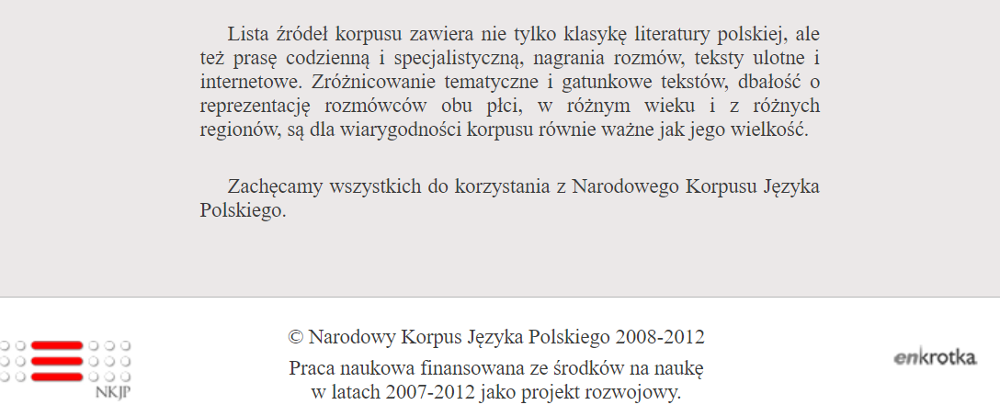 Lista źródeł korpusu zawiera nie tylko klasykę literatury polskiej, ale
też prasę codzienną i specjalistyczną, nagrania rozmów, teksty ulotne i
internetowe. Zróżnicowanie tematyczne i gatunkowe tekstów, dbałość o
reprezentację rozmówców obu płci, w różnym wieku i z różnych
regionów, są dla wiarygodności korpusu równie ważne jak jego wielkość.
Zachęcamy wszystkich do korzystania z Narodowego Korpusu Języka
Polskiego.
© Narodowy Korpus Języka Polskiego 2008-2012
Praca naukowa finansowana ze środków na naukę
w latach 2007-2012 jako projekt rozwojowy.
NKJP
enkrotka